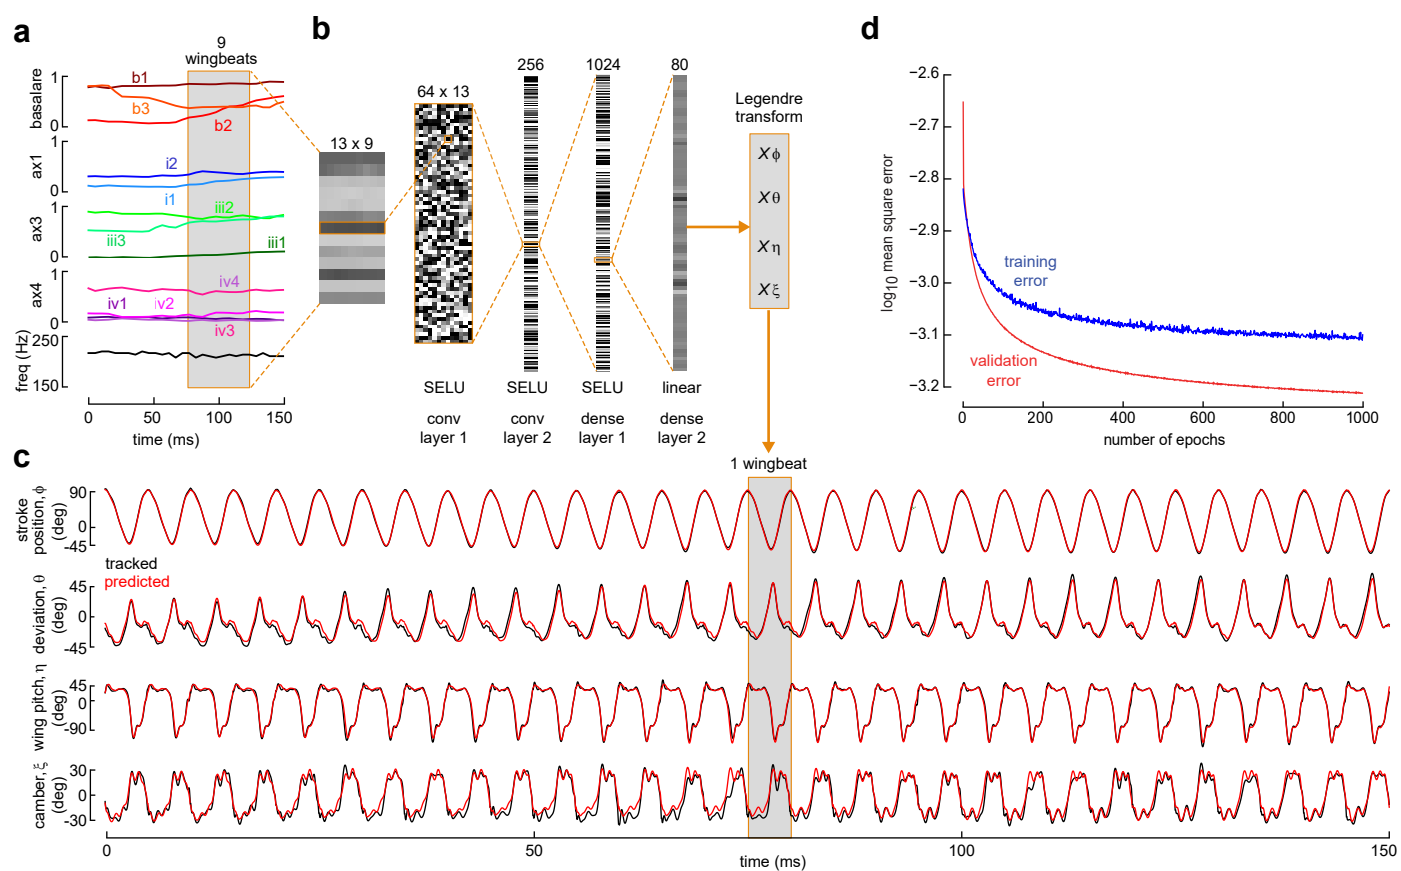 a
9
wingbeats
basalare
1
0
b1
b3
b2
ax1
1
0
i2
i1
ax3
1
0
iii2
iii3
iii1
ax4
1
0
iv4
iv1
iv2
iv3
freq (Hz)
250
150
0
50
100
150
time (ms)
b
13 x 9
64 x 13
256
1024
80
SELU
SELU
SELU
linear
conv
layer 1
conv
layer 2
dense
layer 1
dense
layer 2
Legendre
transform
Xϕ
Xθ
Xη
Xξ
d
log10 mean square error
−2.6
−2.7
−2.8
−2.9
−3.0
−3.1
−3.2
training
error
validation
error
0
200
400
600
800
1000
number of epochs
c
1 wingbeat
stroke
position, ϕ
(deg)
90
0
-45
tracked
predicted
deviation, θ
(deg)
45
0
-45
wing pitch, η
(deg)
45
0
-90
camber, ξ
(deg)
30
0
-30
0
50
100
150
time (ms)